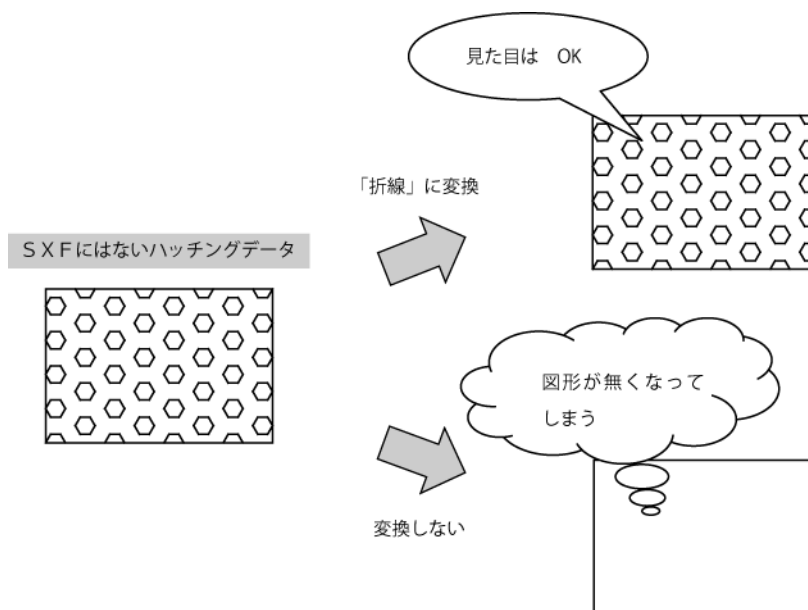 見た目は　OK
「折線」に変換
ＳＸＦにはないハッチングデータ
図形が無くなって
しまう
変換しない